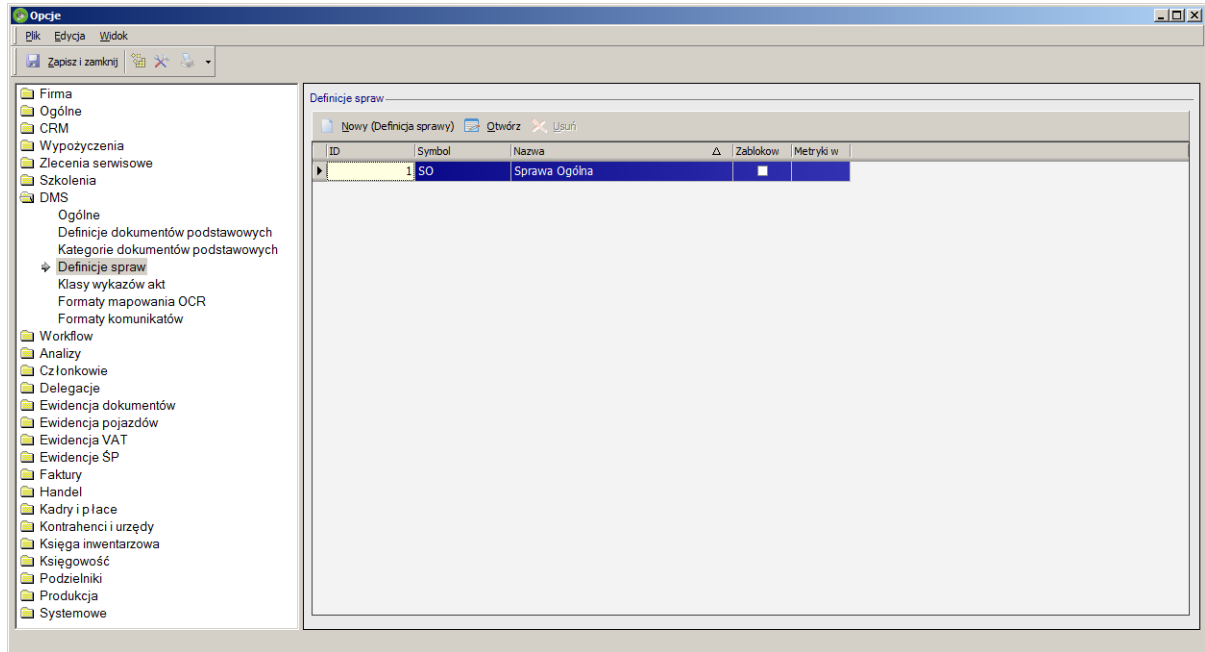 Opcje
Plik Edycja Widok
Zapisz i zamknij
Firma
Ogólne
CRM
Wypożyczenia
Zlecenia serwisowe
Szkolenia
DMS
Ogólne
Definicje dokumentów podstawowych
Kategorie dokumentów podstawowych
Definicje spraw
Klasy wykazów akt
Formaty mapowania OCR
Formaty komunikatów
Workflow
Analizy
Członkowie
Delegacje
Ewidencja dokumentów
Ewidencja pojazdów
Ewidencja VAT
Ewidencje ŚP
Faktury
Handel
Kadry i płace
Kontrahenci i urzędy
Księga inwentarzowa
Księgowość
Podzielniki
Produkcja
Systemowe
Definicje spraw
Nowy (Definicja sprawy) Otwórz Usuń
ID Symbol Nazwa Zablokow Metryki w
1 SO Sprawa Ogólna